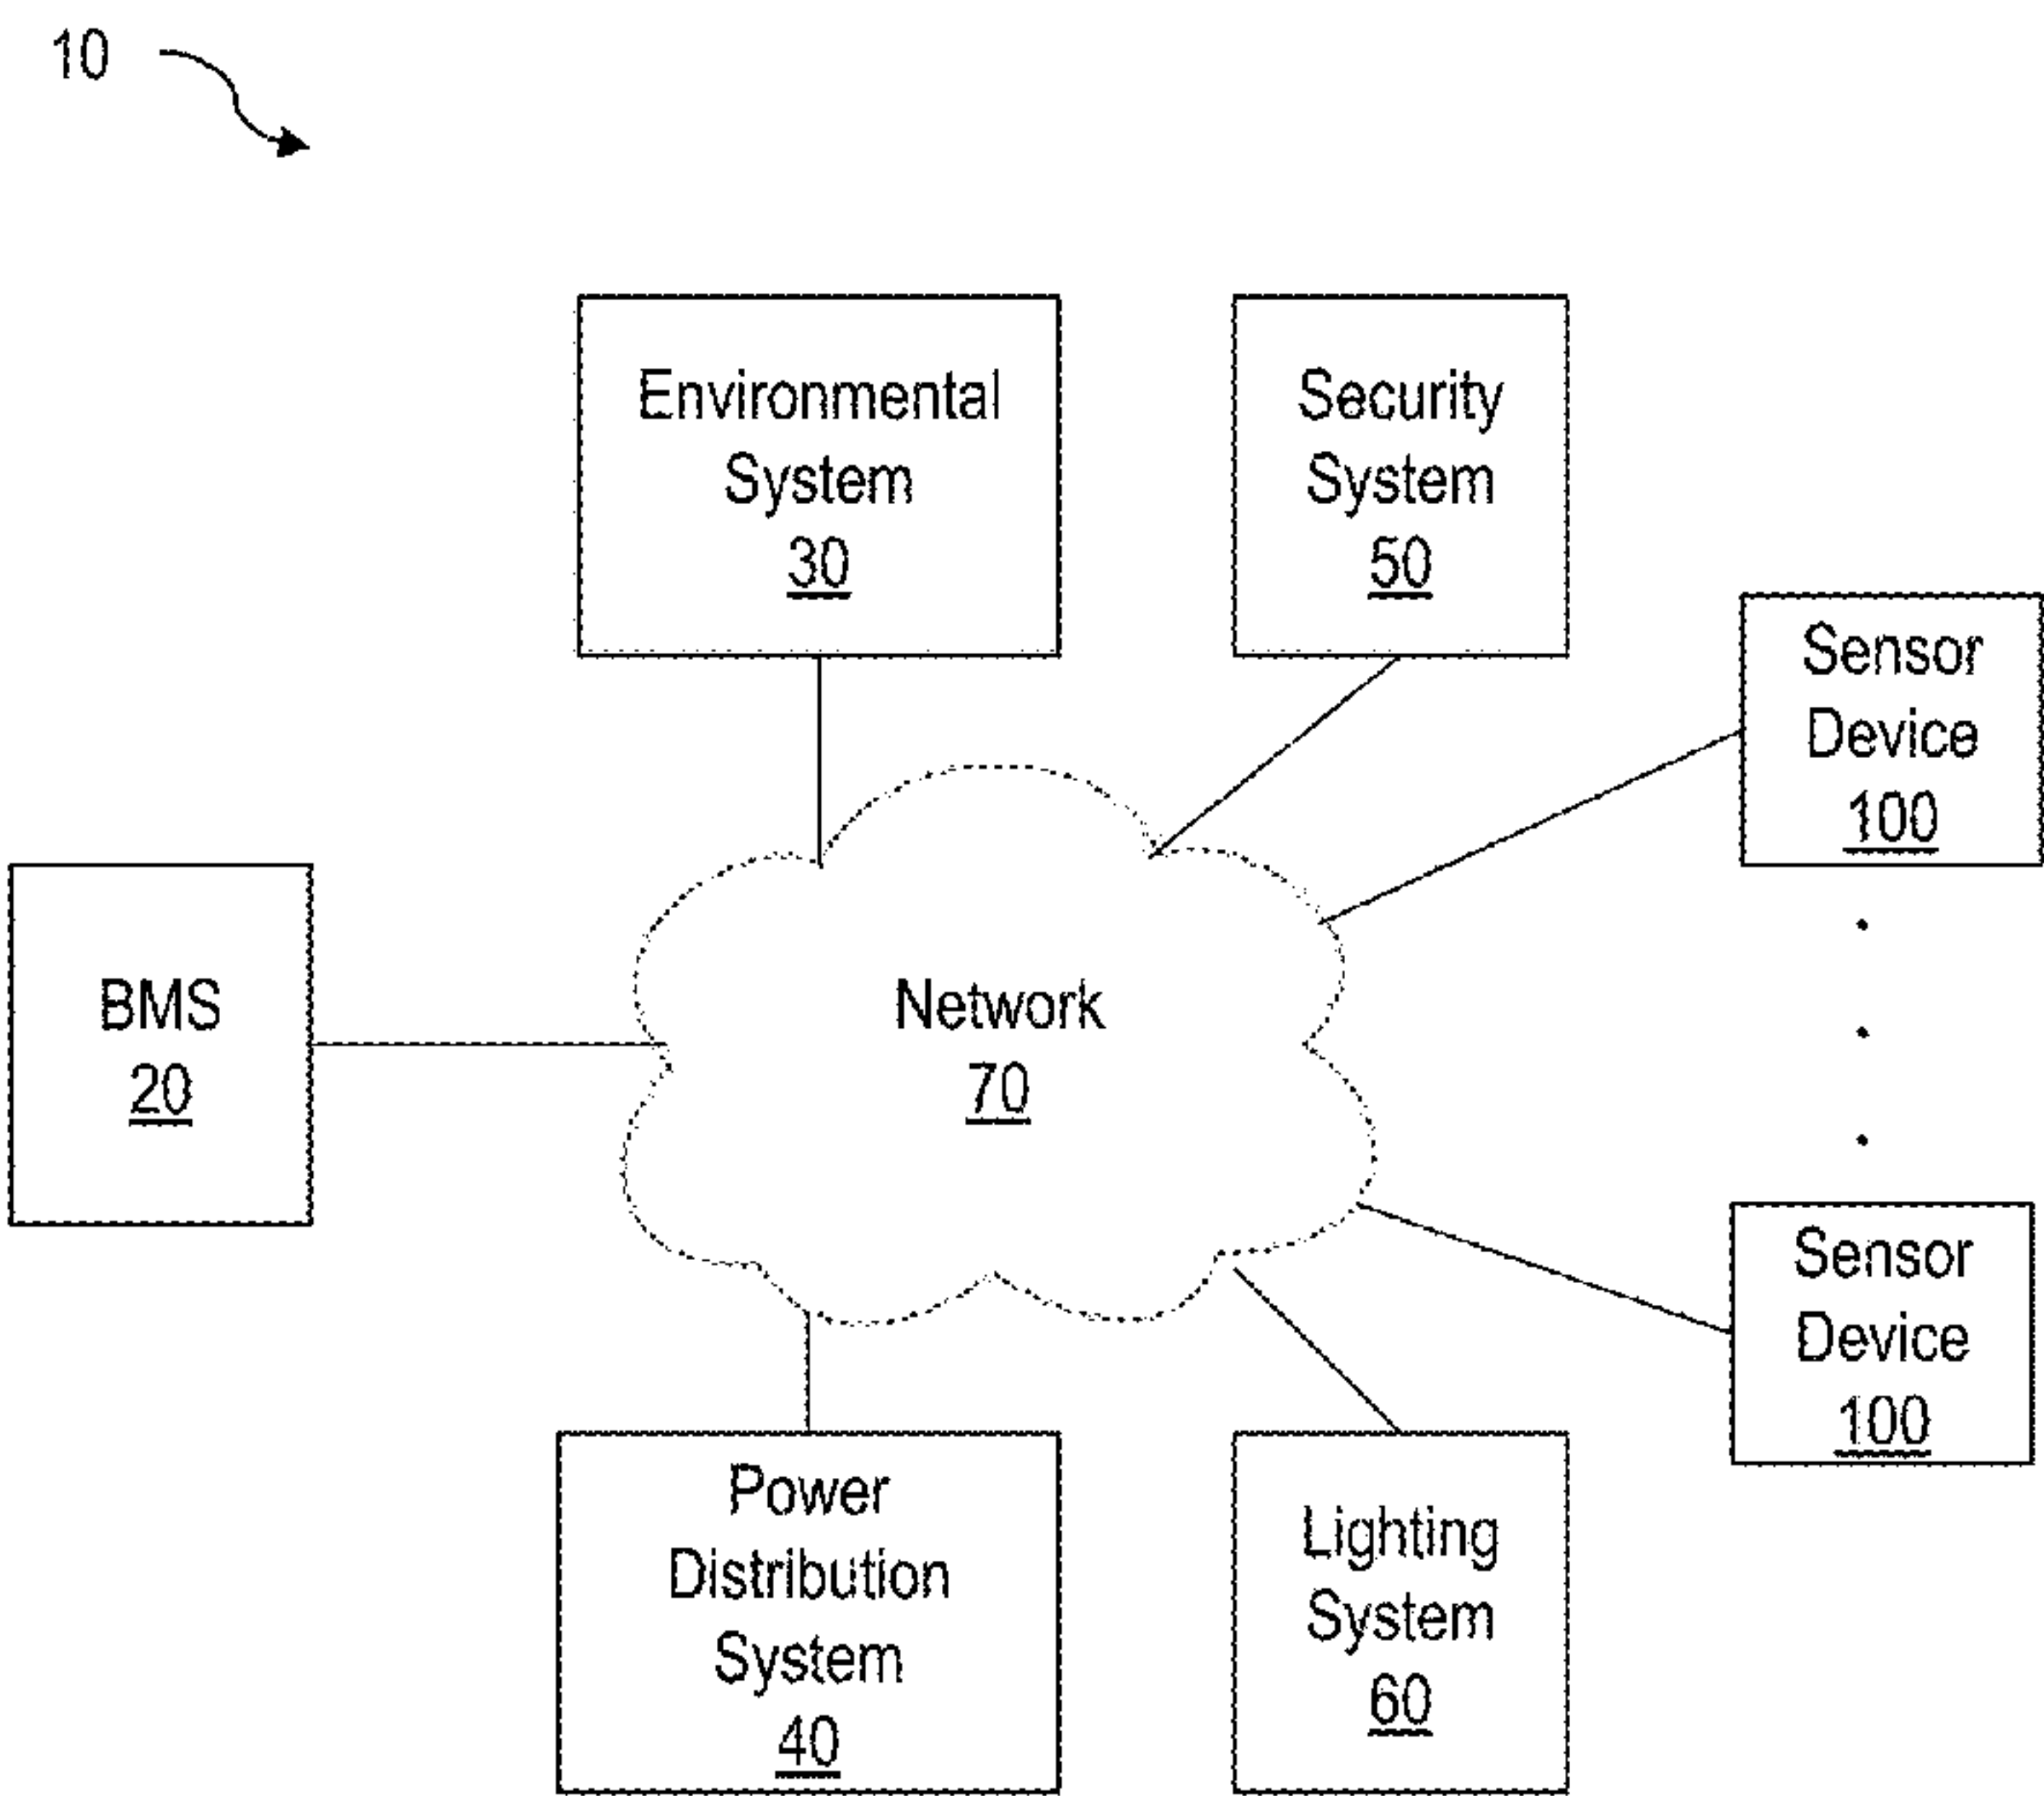 10
Environmental
System
30
Security
System
50
Sensor
Device
100
BMS
20
Network
70
Sensor
Device
100
Power
Distribution
System
40
Lighting
System
60